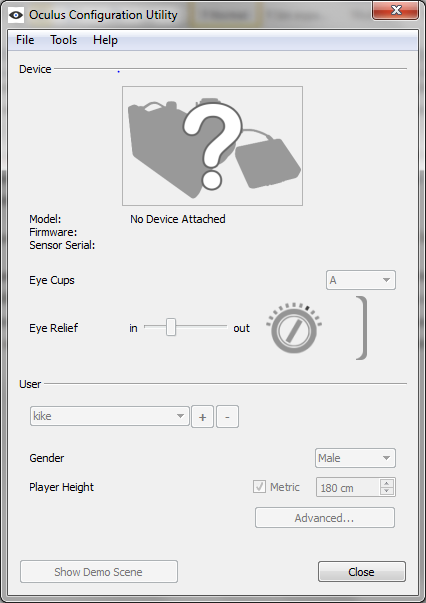 Oculus Configuration Utility
File Tools Help
Device
?
Model: No Device Attached
Firmware:
Sensor Serial:
Eye Cups A
Eye Relief in out
User
kike + -
Gender Male
Player Height Metric 180 cm
Advanced...
Show Demo Scene Close